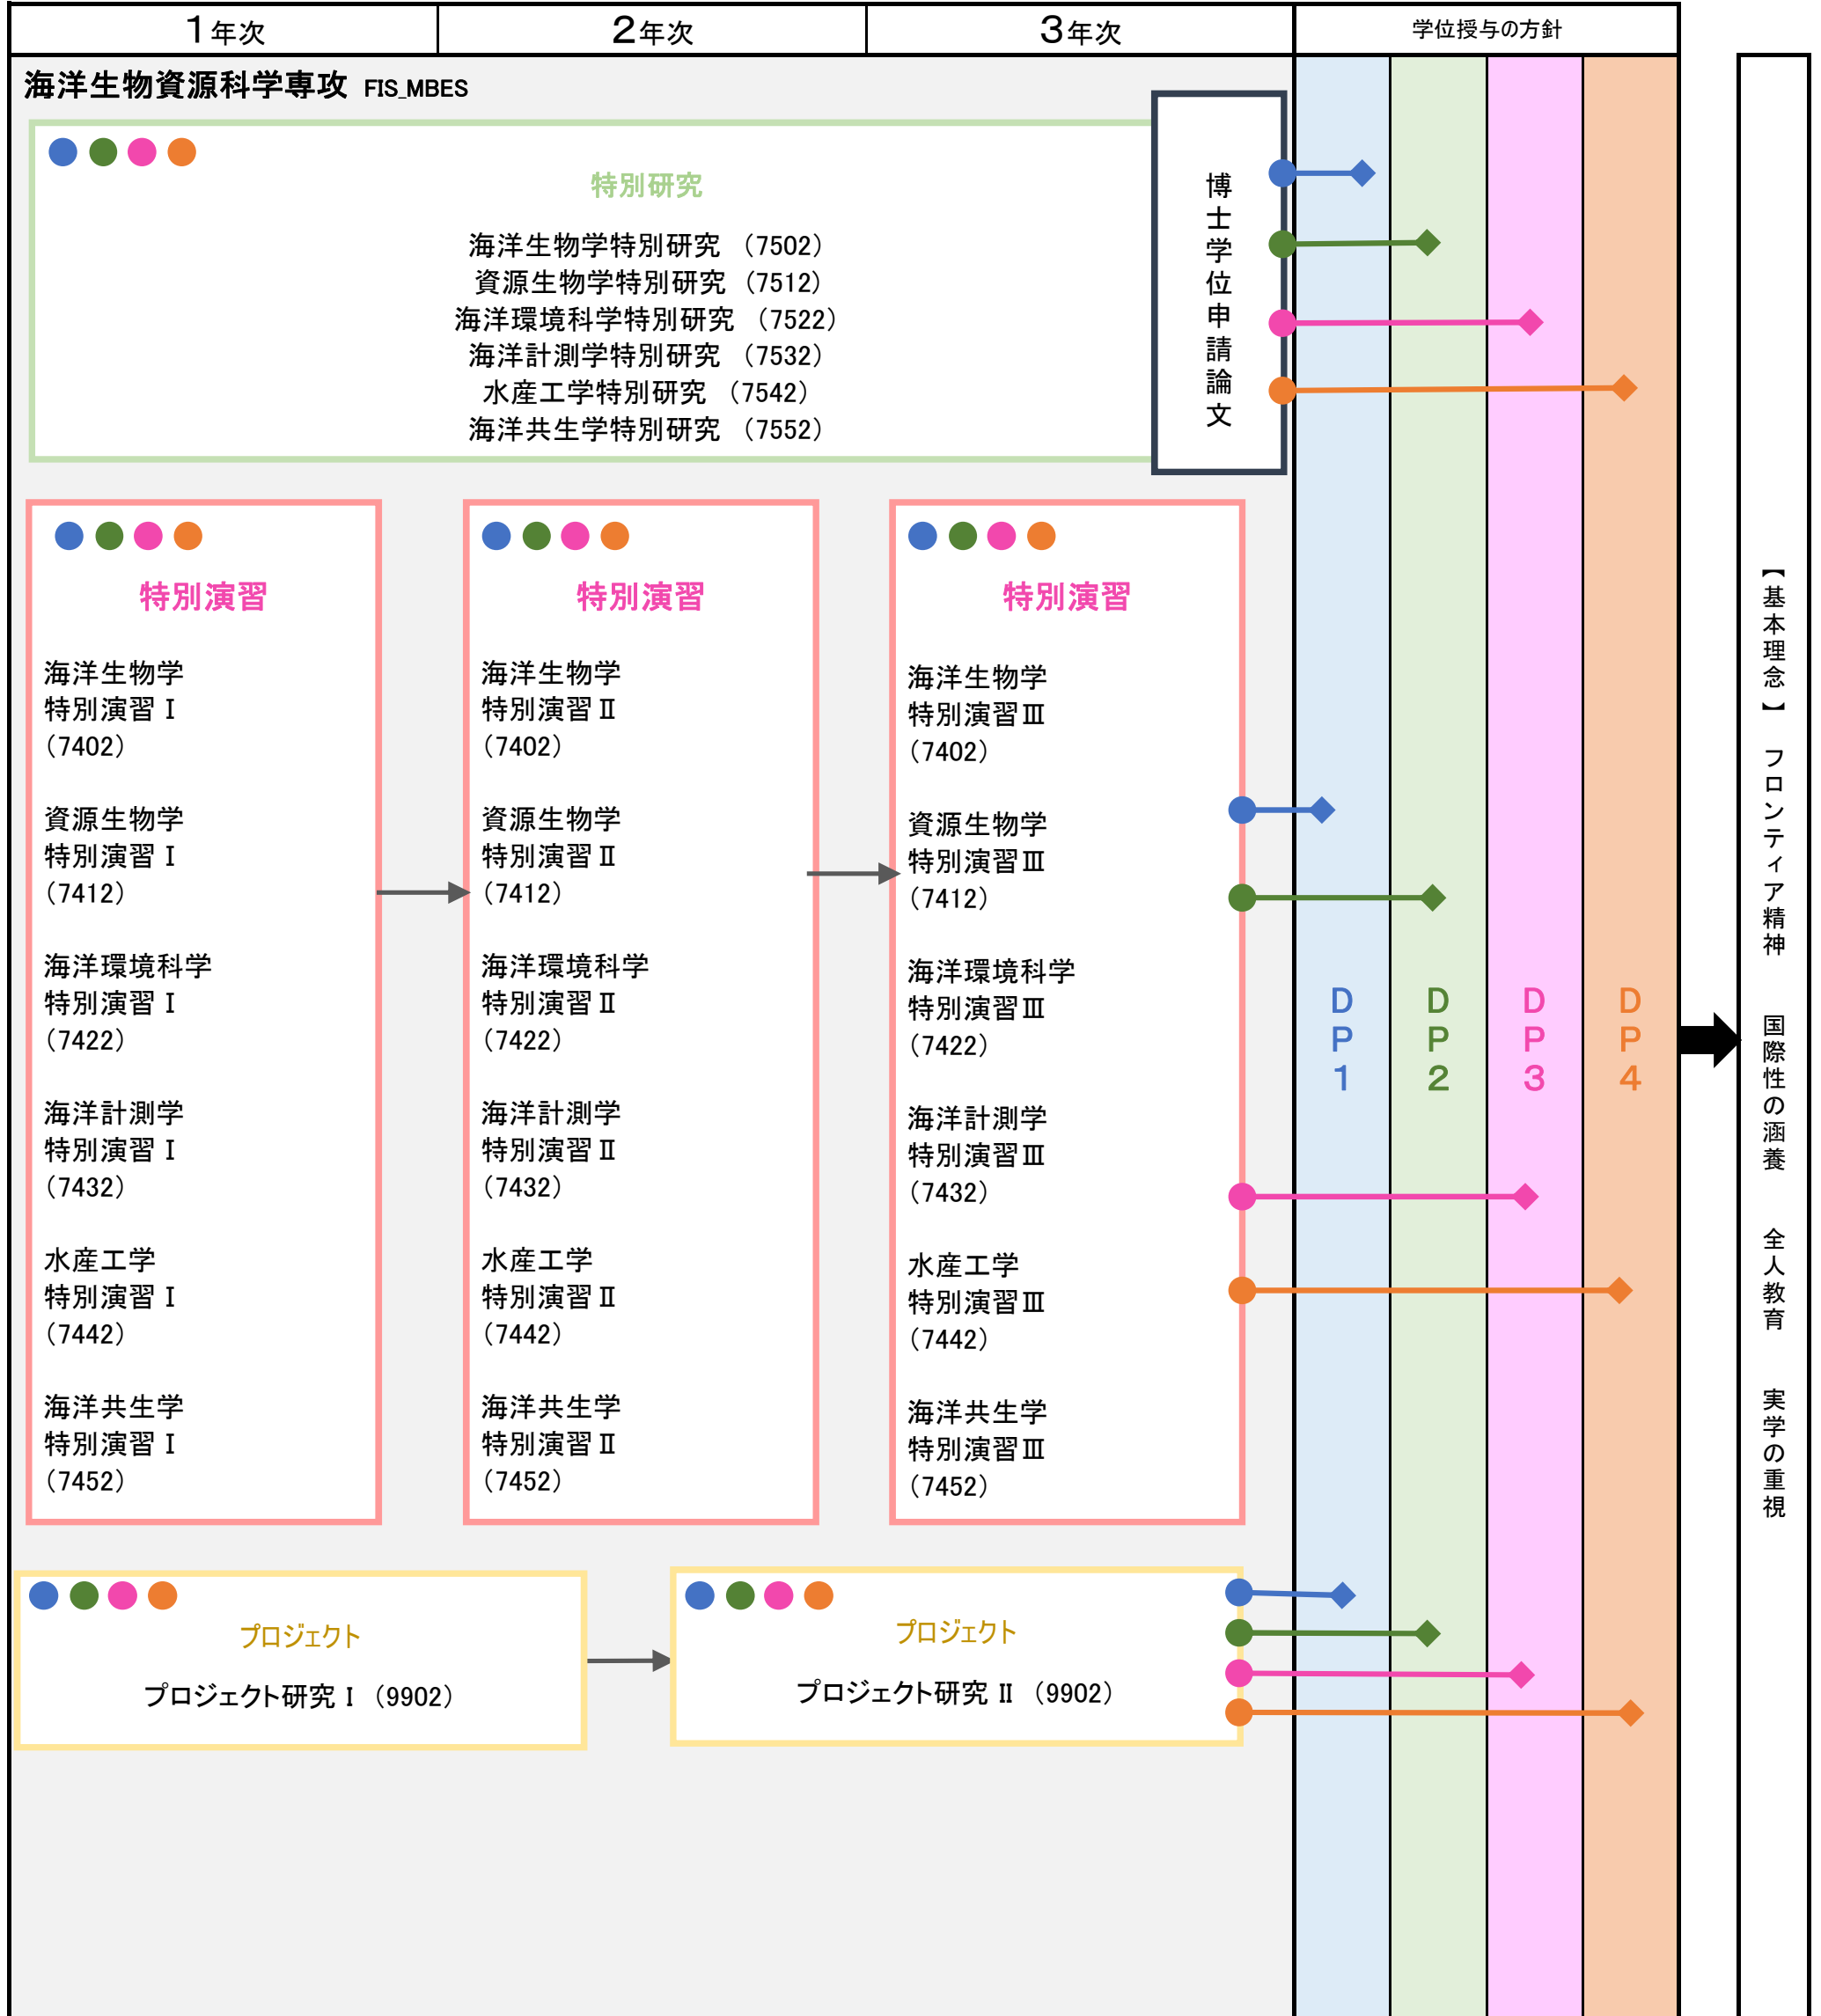 1年次
2年次
3年次
学位授与の方針
海洋生物資源科学専攻 FIS_MBES
特別研究
海洋生物学特別研究 （7502）
資源生物学特別研究 （7512）
海洋環境科学特別研究 （7522）
海洋計測学特別研究 （7532）
水産工学特別研究 （7542）
海洋共生学特別研究 （7552）
博士学位申請論文
特別演習
海洋生物学
特別演習Ⅰ
（7402）
資源生物学
特別演習Ⅰ
（7412）
海洋環境科学
特別演習Ⅰ
（7422）
海洋計測学
特別演習Ⅰ
（7432）
水産工学
特別演習Ⅰ
（7442）
海洋共生学
特別演習Ⅰ
（7452）
特別演習
海洋生物学
特別演習Ⅱ
（7402）
資源生物学
特別演習Ⅱ
（7412）
海洋環境科学
特別演習Ⅱ
（7422）
海洋計測学
特別演習Ⅱ
（7432）
水産工学
特別演習Ⅱ
（7442）
海洋共生学
特別演習Ⅱ
（7452）
特別演習
海洋生物学
特別演習Ⅲ
（7402）
資源生物学
特別演習Ⅲ
（7412）
海洋環境科学
特別演習Ⅲ
（7422）
海洋計測学
特別演習Ⅲ
（7432）
水産工学
特別演習Ⅲ
（7442）
海洋共生学
特別演習Ⅲ
（7452）
プロジェクト
プロジェクト研究 Ⅰ （9902）
プロジェクト
プロジェクト研究 Ⅱ （9902）
DP1
DP2
DP3
DP4
【基本理念】 フロンティア精神 国際性の涵養 全人教育 実学の重視